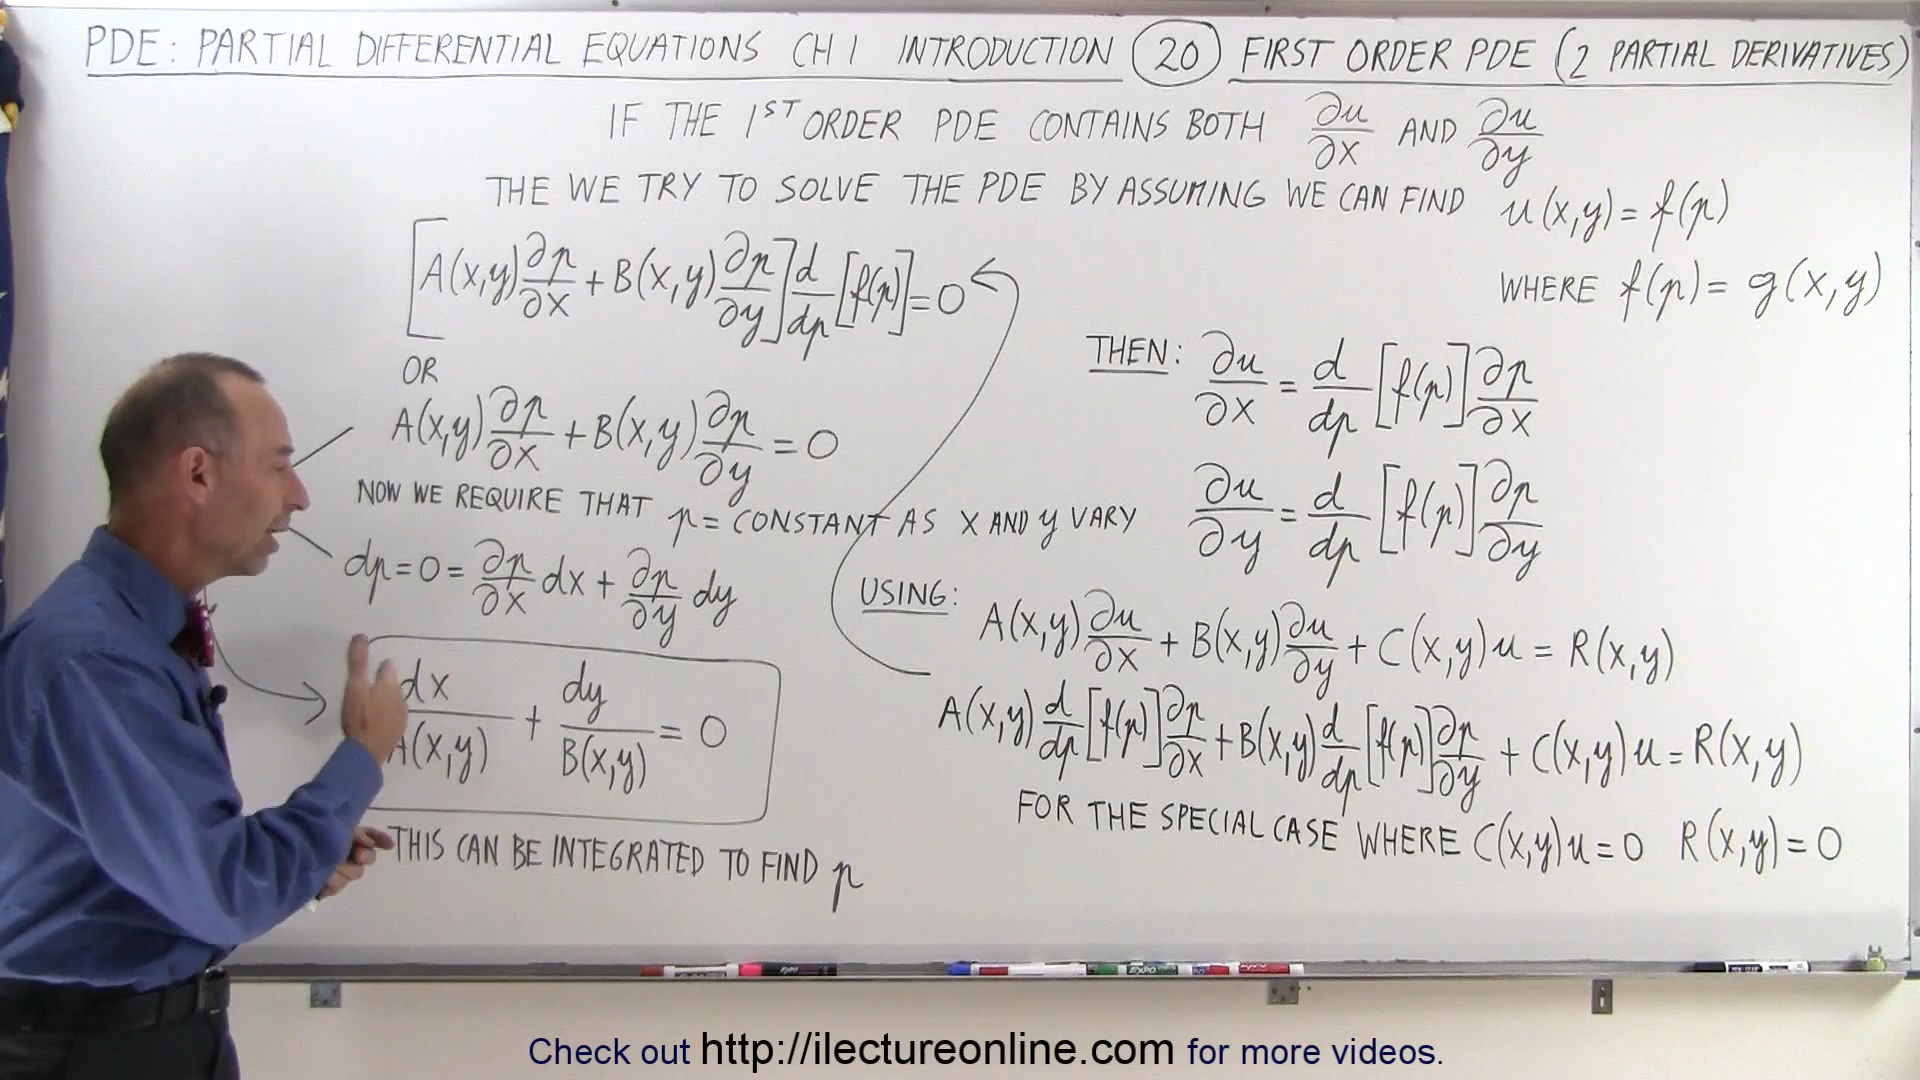 PDE: PARTIAL DIFFERENTIAL EQUATIONS CH 1 INTRODUCTION 20 FIRST ORDER PDE (2 PARTIAL DERIVATIVES)
IF THE 1ST ORDER PDE CONTAINS BOTH ∂u/∂x AND ∂u/∂y
THE WE TRY TO SOLVE THE PDE BY ASSUMING WE CAN FIND u(x,y) = f(p)
WHERE f(p) = g(x,y)
[A(x,y) ∂p/∂x + B(x,y) ∂p/∂y] d/dp [f(p)] = 0
OR
A(x,y) ∂p/∂x + B(x,y) ∂p/∂y = 0
NOW WE REQUIRE THAT p = CONSTANT AS x AND y VARY
dp = 0 = ∂p/∂x dx + ∂p/∂y dy
dx/A(x,y) + dy/B(x,y) = 0
THIS CAN BE INTEGRATED TO FIND p
THEN: ∂u/∂x = d/dp [f(p)] ∂p/∂x
∂u/∂y = d/dp [f(p)] ∂p/∂y
USING: A(x,y) ∂u/∂x + B(x,y) ∂u/∂y + C(x,y) u = R(x,y)
A(x,y) d/dp [f(p)] ∂p/∂x + B(x,y) d/dp [f(p)] ∂p/∂y + C(x,y) u = R(x,y)
FOR THE SPECIAL CASE WHERE C(x,y) u = 0 R(x,y) = 0
EXPO
Check out http://ilectureonline.com for more videos.